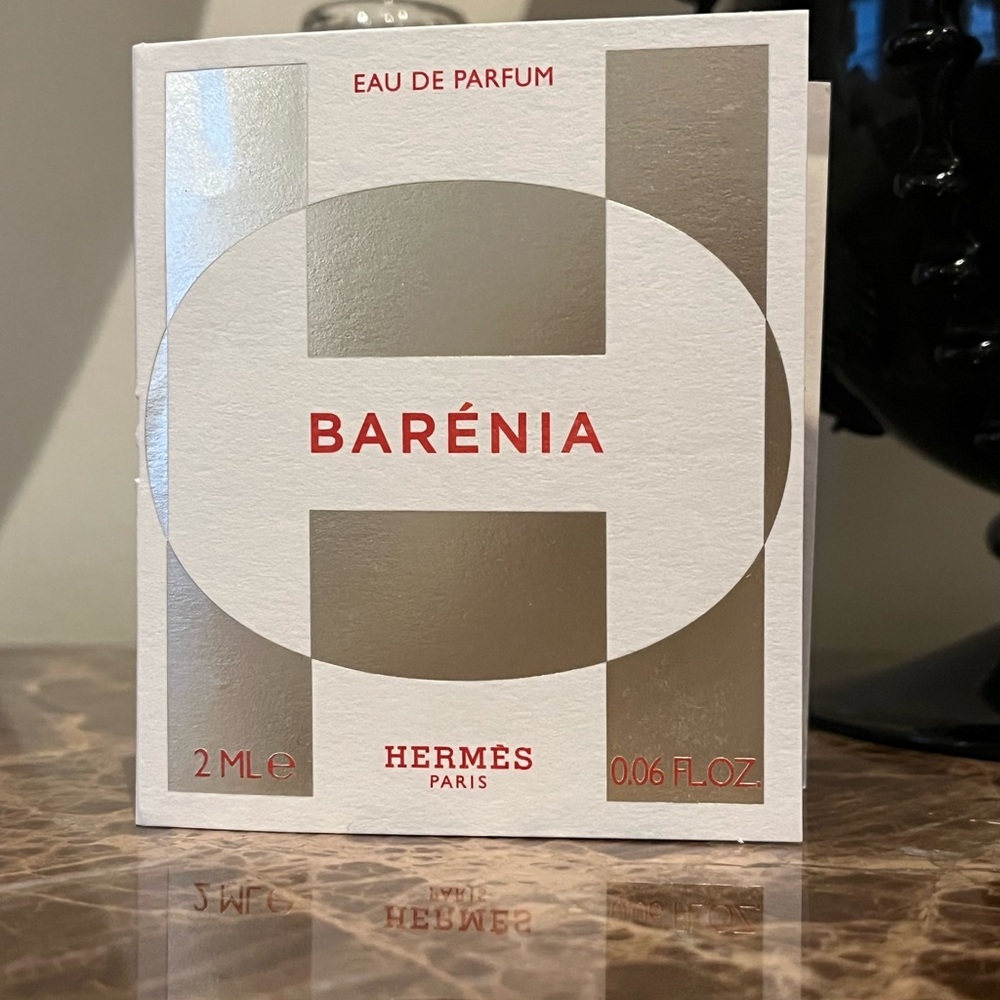 EAU DE PARFUM
BARÉNIA
2 ML ℮
HERMÈS
PARIS
0.06 FL.OZ.